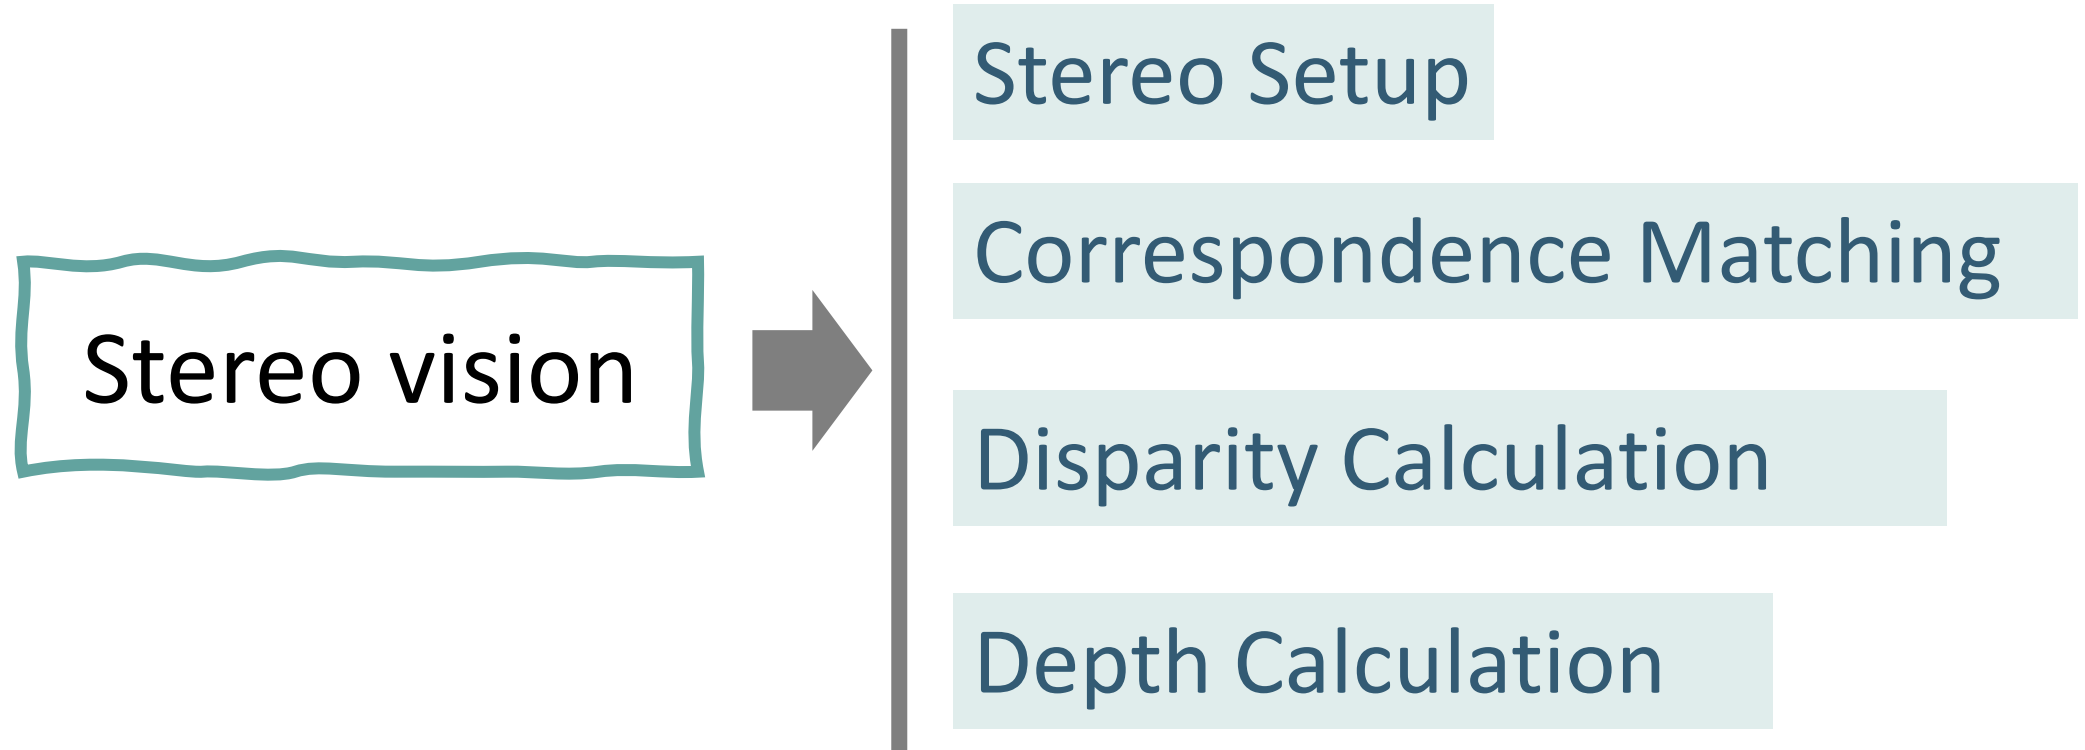 Stereo vision
Stereo Setup
Correspondence Matching
Disparity Calculation
Depth Calculation